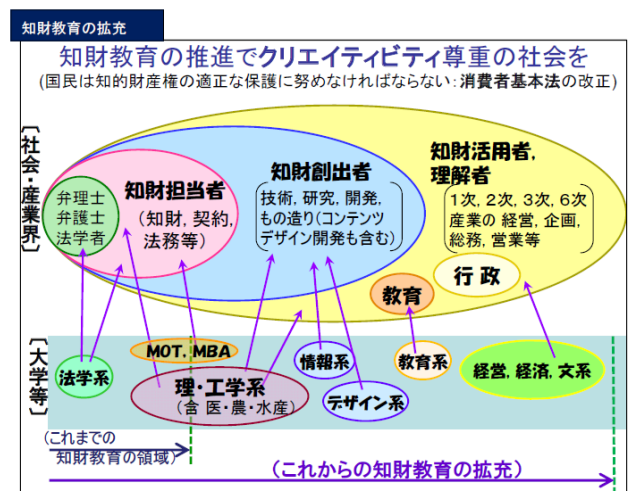 知財教育の拡充
知財教育の推進でクリエイティビティ尊重の社会を
(国民は知的財産権の適正な保護に努めなければならない：消費者基本法の改正)
〔社会・産業界〕
弁理士
弁護士
法学者
知財担当者
(知財, 契約,
法務等)
知財創出者
技術, 研究, 開発,
もの造り(コンテンツ
デザイン開発も含む)
知財活用者,
理解者
1次, 2次, 3次, 6次
産業の 経営, 企画,
総務, 営業等
教育
行政
〔大学等〕
法学系
MOT, MBA
理・工学系
(含 医・農・水産)
情報系
デザイン系
教育系
経営, 経済, 文系
(これまでの
知財教育の領域)
(これからの知財教育の拡充)